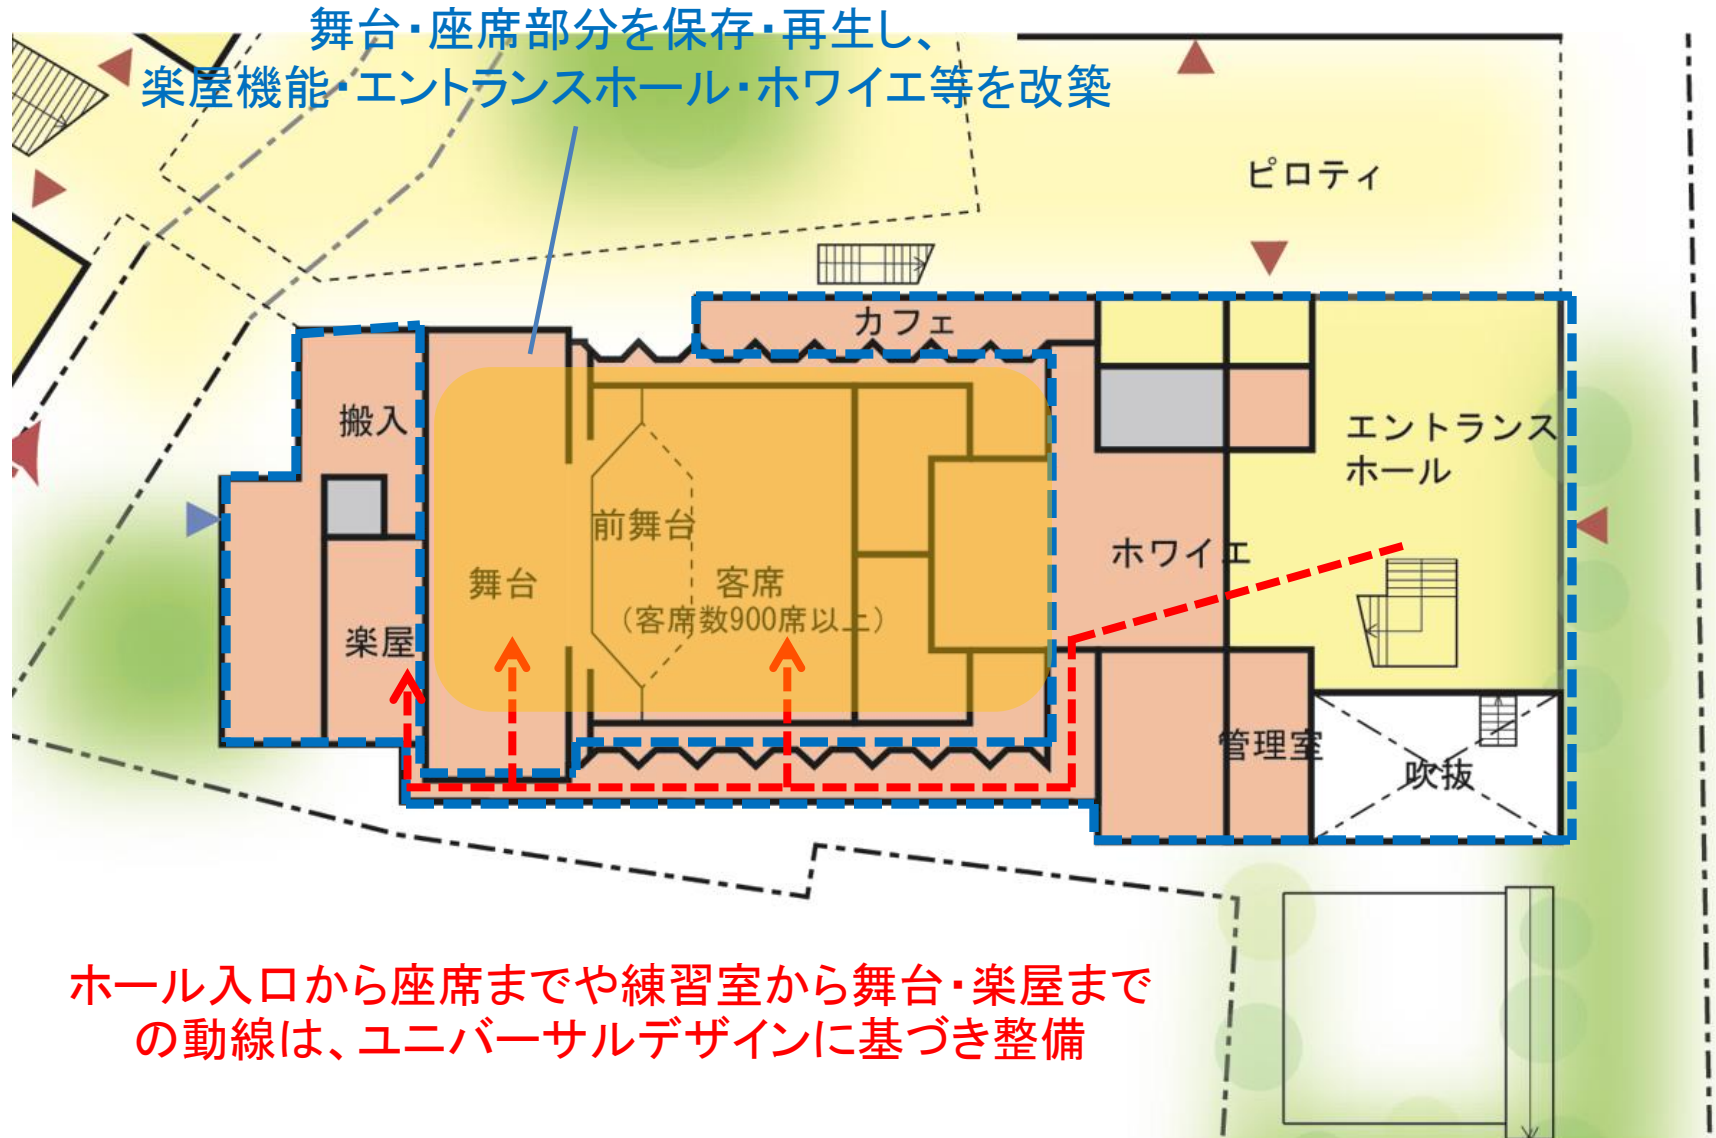 舞台・座席部分を保存・再生し、
楽屋機能・エントランスホール・ホワイエ等を改築
ピロティ
カフェ
搬入
エントランス
ホール
前舞台
ホワイエ
舞台
客席
(客席数900席以上)
楽屋
管理室
吹抜
ホール入口から座席までや練習室から舞台・楽屋まで
の動線は、ユニバーサルデザインに基づき整備